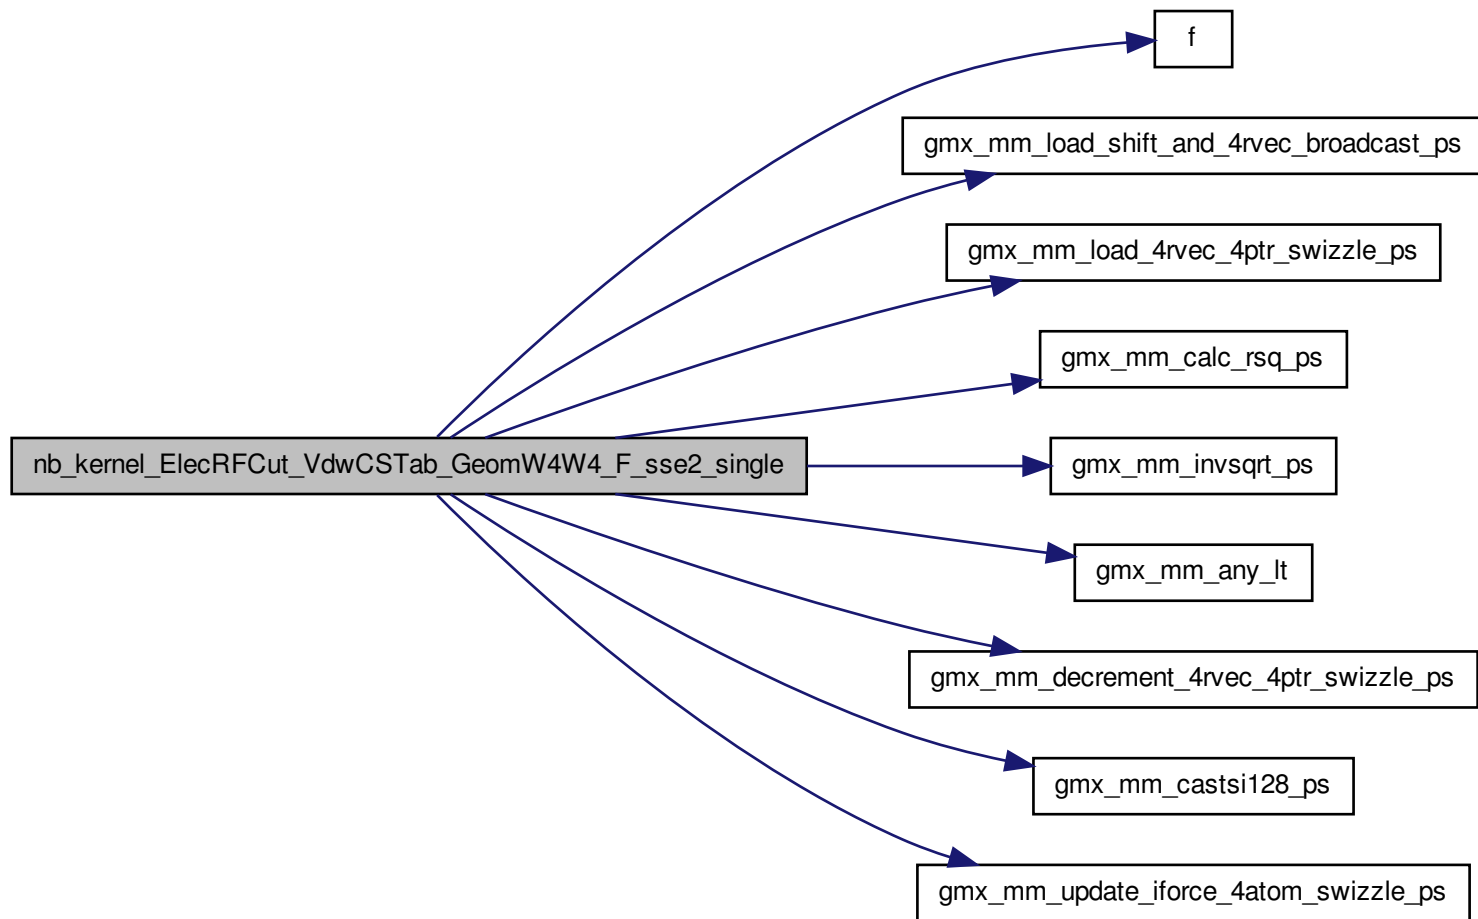 f
gmx_mm_load_shift_and_4rvec_broadcast_ps
gmx_mm_load_4rvec_4ptr_swizzle_ps
gmx_mm_calc_rsq_ps
nb_kernel_ElecRFCut_VdwCSTab_GeomW4W4_F_sse2_single
gmx_mm_invsqrt_ps
gmx_mm_any_lt
gmx_mm_decrement_4rvec_4ptr_swizzle_ps
gmx_mm_castsi128_ps
gmx_mm_update_iforce_4atom_swizzle_ps